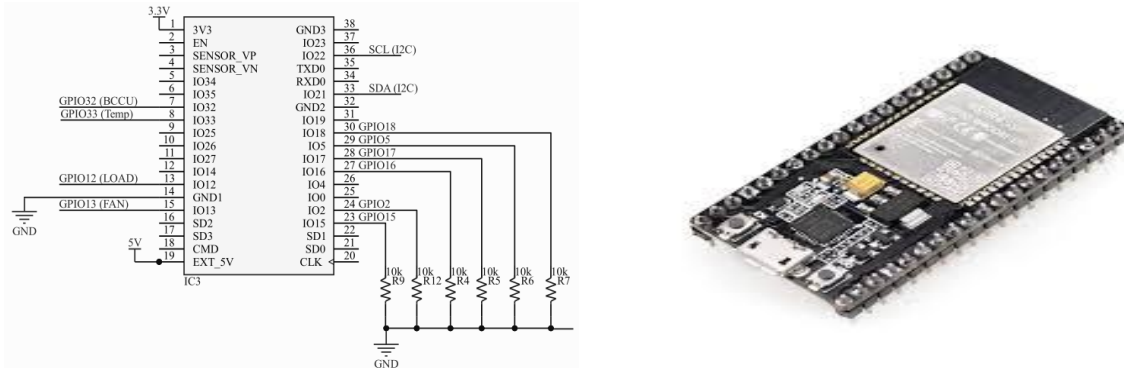 3.3V
1 3V3 GND3 38
2 EN IO23 37
3 SENSOR_VP IO22 36 SCL (I2C)
4 SENSOR_VN TXD0 35
5 IO34 RXD0 34
6 IO35 IO21 33 SDA (I2C)
GPIO32 (BCCU) 7 IO32 GND2 32
GPIO33 (Temp) 8 IO33 IO19 31
9 IO25 IO18 30 GPIO18
10 IO26 IO5 29 GPIO5
11 IO27 IO17 28 GPIO17
12 IO14 IO16 27 GPIO16
GPIO12 (LOAD) 13 IO12 IO4 26
14 GND1 IO0 25
GPIO13 (FAN) 15 IO13 IO2 24 GPIO2
GND 16 SD2 IO15 23 GPIO15
17 SD3 SD1 22
5V 18 CMD SD0 21
19 EXT_5V CLK 20
IC3
10k 10k 10k 10k 10k 10k
R9 R12 R4 R5 R6 R7
GND